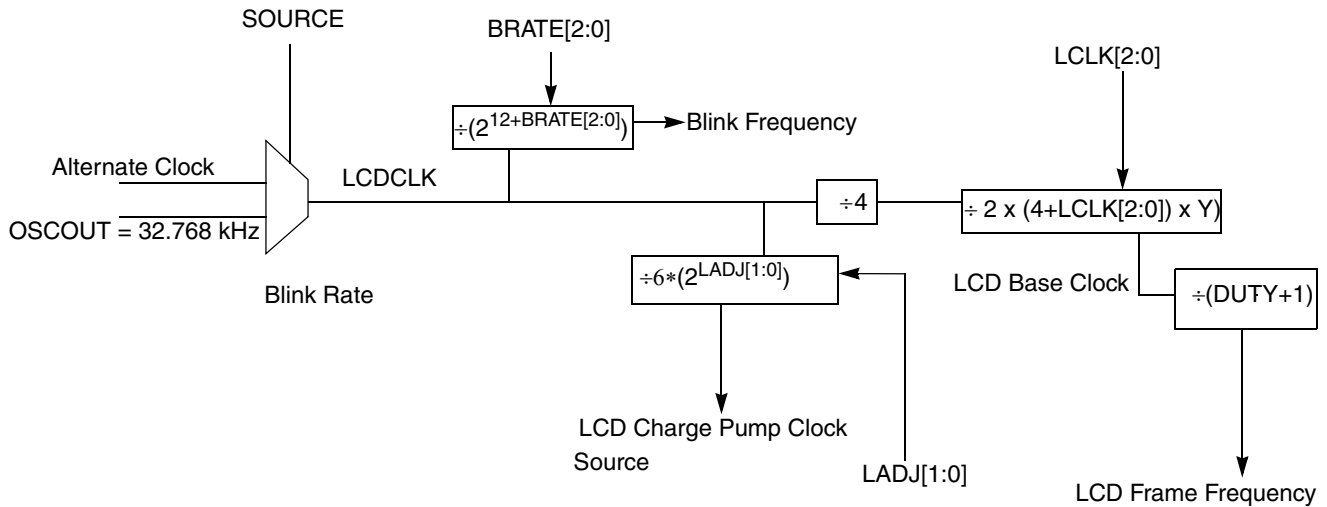 SOURCE
BRATE[2:0]
LCLK[2:0]
÷(2^12+BRATE[2:0])
Blink Frequency
Alternate Clock
LCDCLK
÷4
÷ 2 x (4+LCLK[2:0]) x Y)
OSCOUT = 32.768 kHz
÷6*(2^LADJ[1:0])
LCD Base Clock
÷(DUTY+1)
Blink Rate
LCD Charge Pump Clock
Source
LADJ[1:0]
LCD Frame Frequency